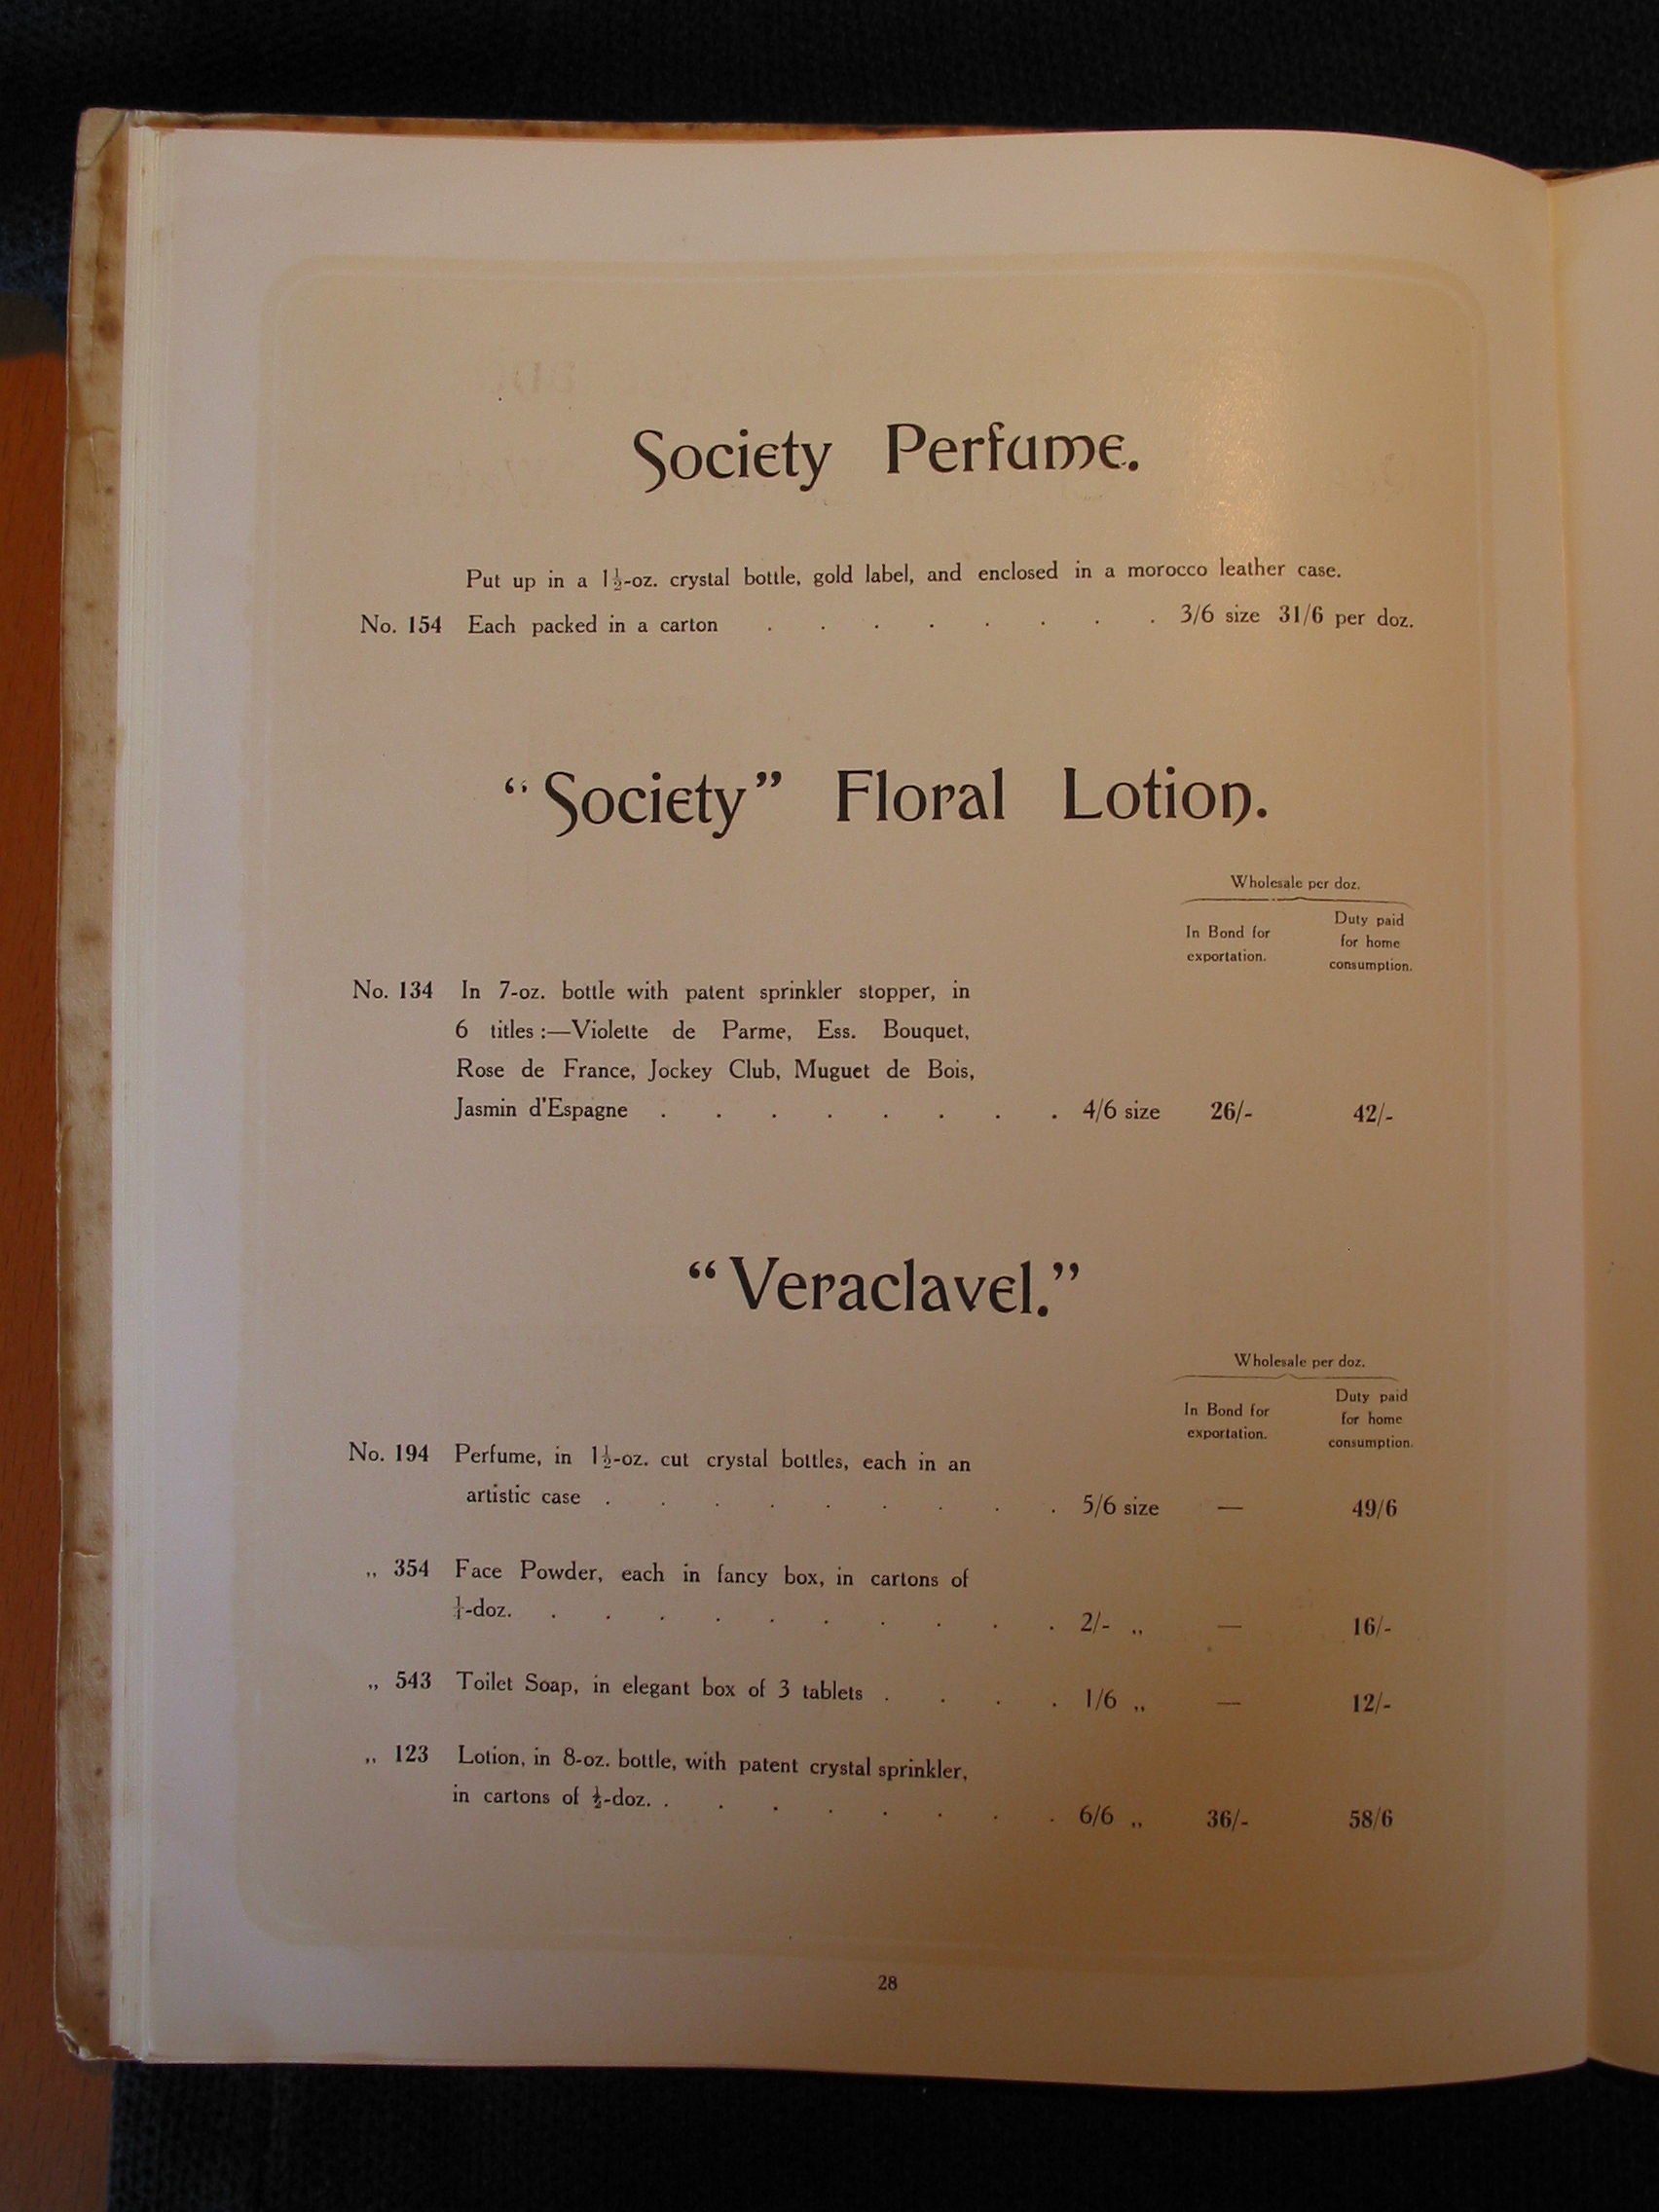 Society Perfume.
Put up in a 1½-oz. crystal bottle, gold label, and enclosed in a morocco leather case.
No. 154 Each packed in a carton . . . . . . . . 3/6 size 31/6 per doz.
“Society” Floral Lotion.
Wholesale per doz.
In Bond for exportation. Duty paid for home consumption.
No. 134 In 7-oz. bottle with patent sprinkler stopper, in
6 titles :—Violette de Parme, Ess. Bouquet,
Rose de France, Jockey Club, Muguet de Bois,
Jasmin d'Espagne . . . . . . . . 4/6 size 26/- 42/-
“Veraclavel.”
Wholesale per doz.
In Bond for exportation. Duty paid for home consumption.
No. 194 Perfume, in 1½-oz. cut crystal bottles, each in an
artistic case . . . . . . . . . 5/6 size — 49/6
„ 354 Face Powder, each in fancy box, in cartons of
-doz. . . . . . . . . . . 2/- „ — 16/-
„ 543 Toilet Soap, in elegant box of 3 tablets . . . . 1/6 „ — 12/-
„ 123 Lotion, in 8-oz. bottle, with patent crystal sprinkler,
in cartons of ½-doz. . . . . . . . . 6/6 „ 36/- 58/6
28